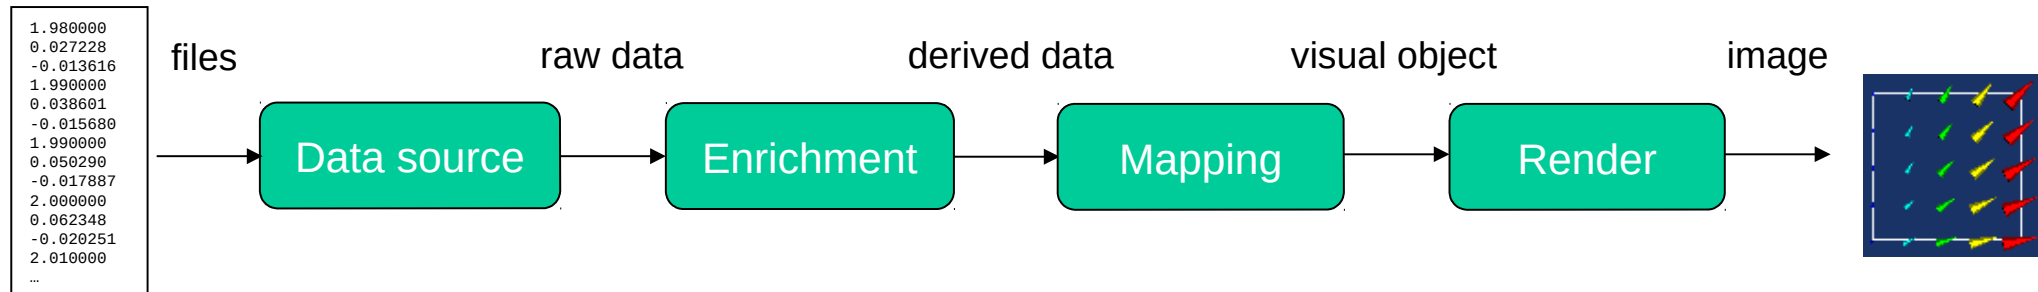 1.980000
0.027228
-0.013616
1.990000
0.038601
-0.015680
1.990000
0.050290
-0.017887
2.000000
0.062348
-0.020251
2.010000
…
files
raw data
derived data
visual object
image
Data source
Enrichment
Mapping
Render